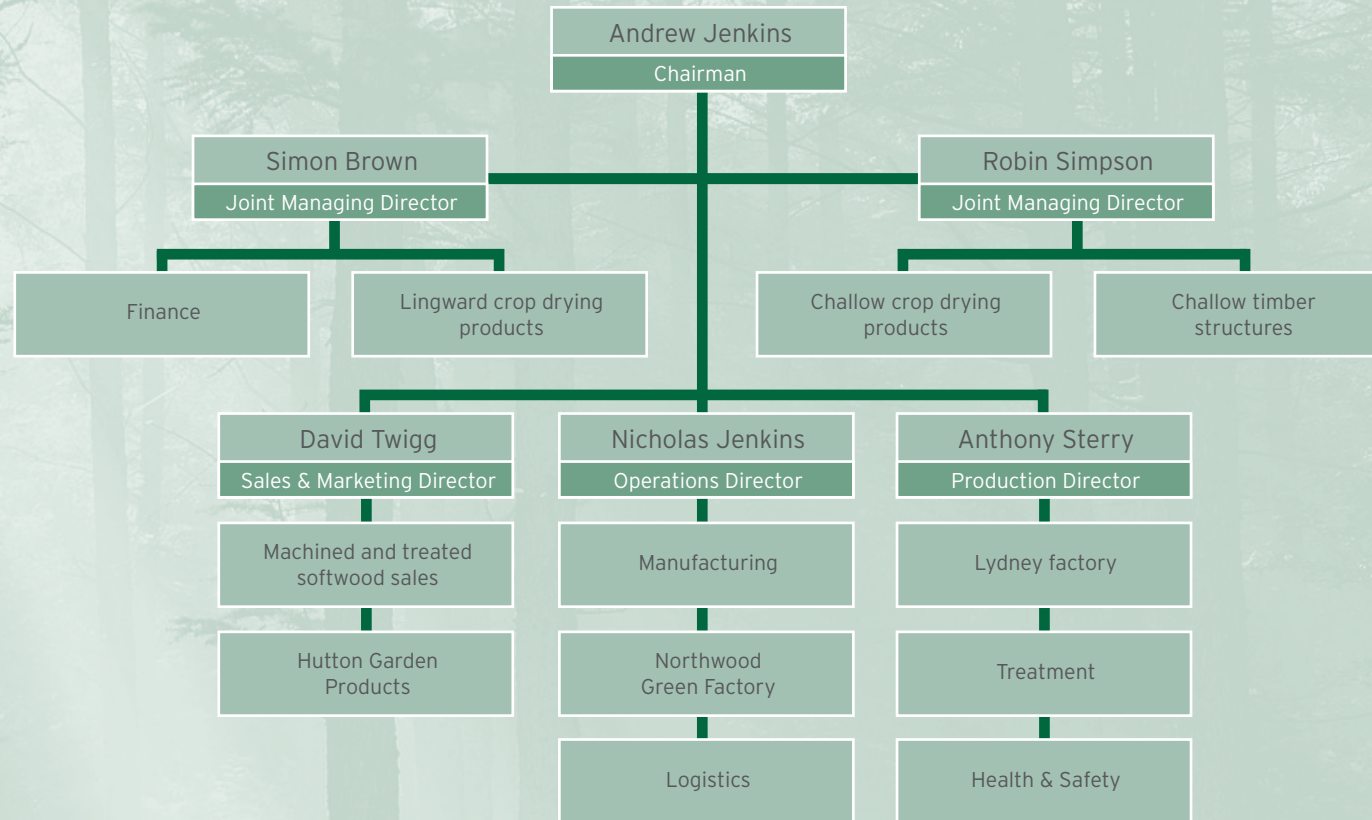 Andrew Jenkins
Chairman
Simon Brown
Joint Managing Director
Robin Simpson
Joint Managing Director
Finance
Lingward crop drying
products
Challow crop drying
products
Challow timber
structures
David Twigg
Sales & Marketing Director
Nicholas Jenkins
Operations Director
Anthony Sterry
Production Director
Machined and treated
softwood sales
Manufacturing
Lydney factory
Hutton Garden
Products
Northwood
Green Factory
Treatment
Logistics
Health & Safety